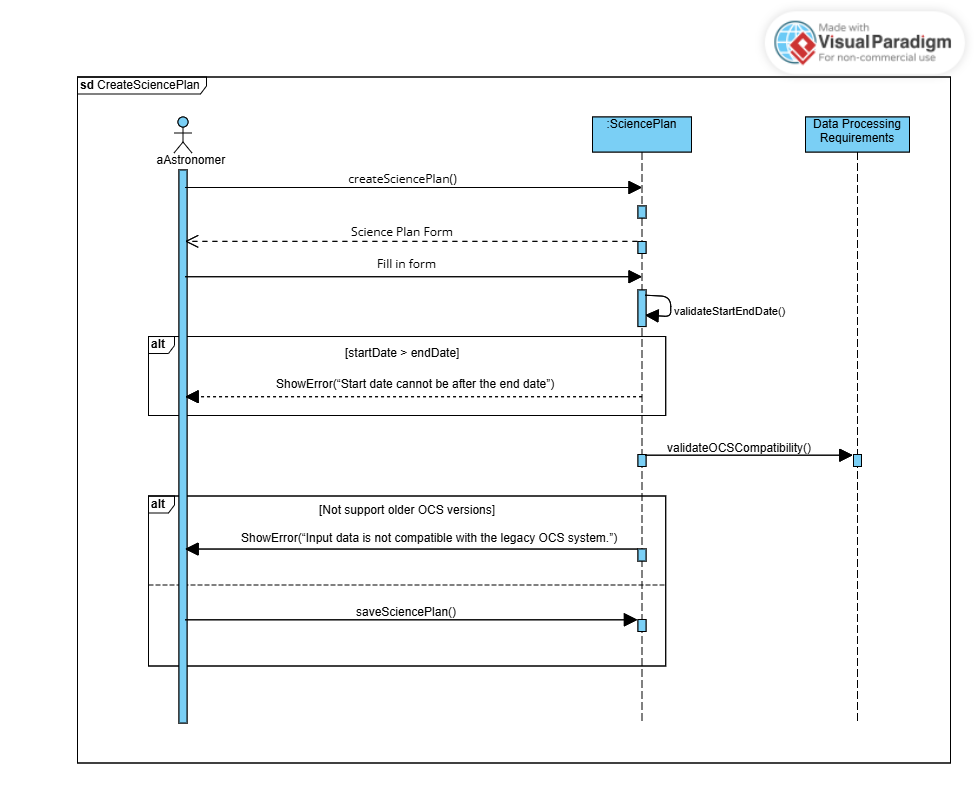 Made with
VisualParadigm
For non-commercial use
sd CreateSciencePlan
aAstronomer
:SciencePlan
Data Processing
Requirements
createSciencePlan()
Science Plan Form
Fill in form
validateStartEndDate()
alt
[startDate > endDate]
ShowError(“Start date cannot be after the end date”)
validateOCSCompatibility()
alt
[Not support older OCS versions]
ShowError(“Input data is not compatible with the legacy OCS system.”)
saveSciencePlan()